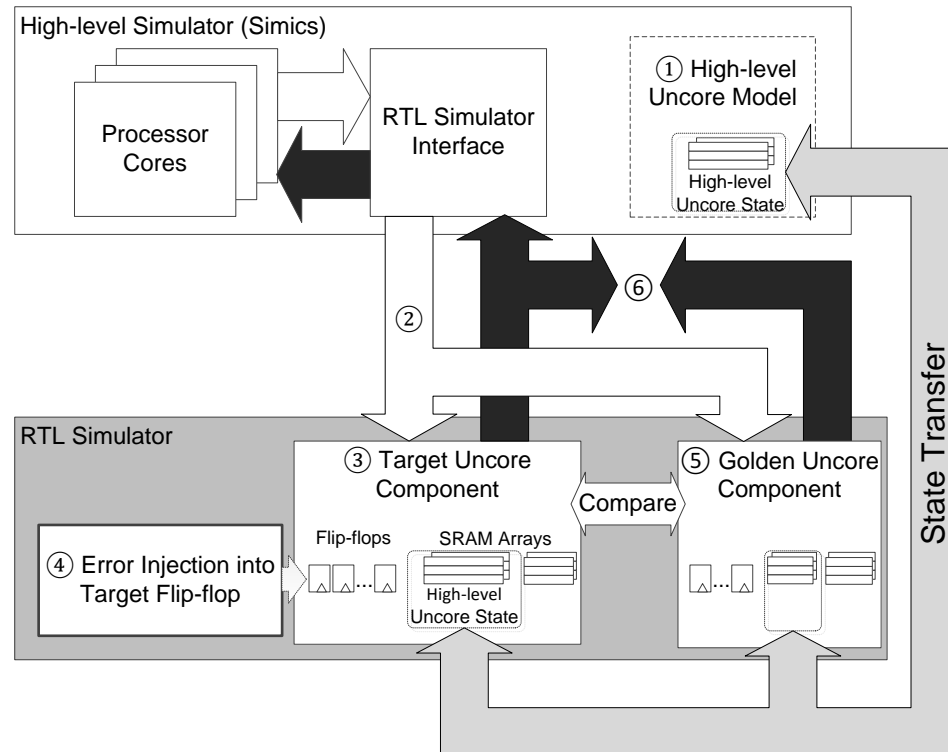 High-level Simulator (Simics)
Processor
Cores
RTL Simulator
Interface
① High-level
Uncore Model
High-level
Uncore State
②
⑥
State Transfer
RTL Simulator
③ Target Uncore
Component
Compare
⑤ Golden Uncore
Component
④ Error Injection into
Target Flip-flop
Flip-flops
...
SRAM Arrays
High-level
Uncore State
...